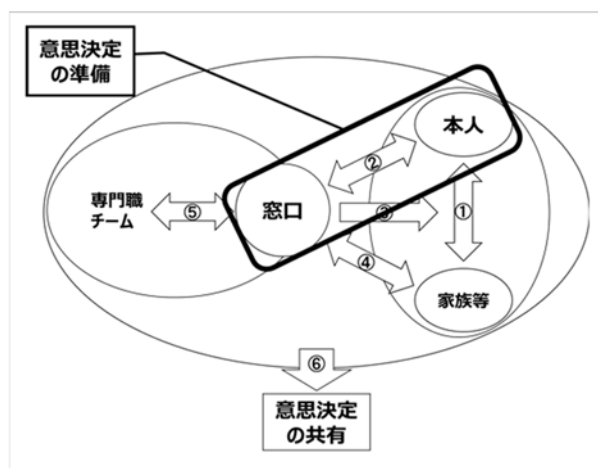 意思決定
の準備
本人
②
専門職
チーム
⑤
窓口
③
①
④
家族等
⑥
意思決定
の共有